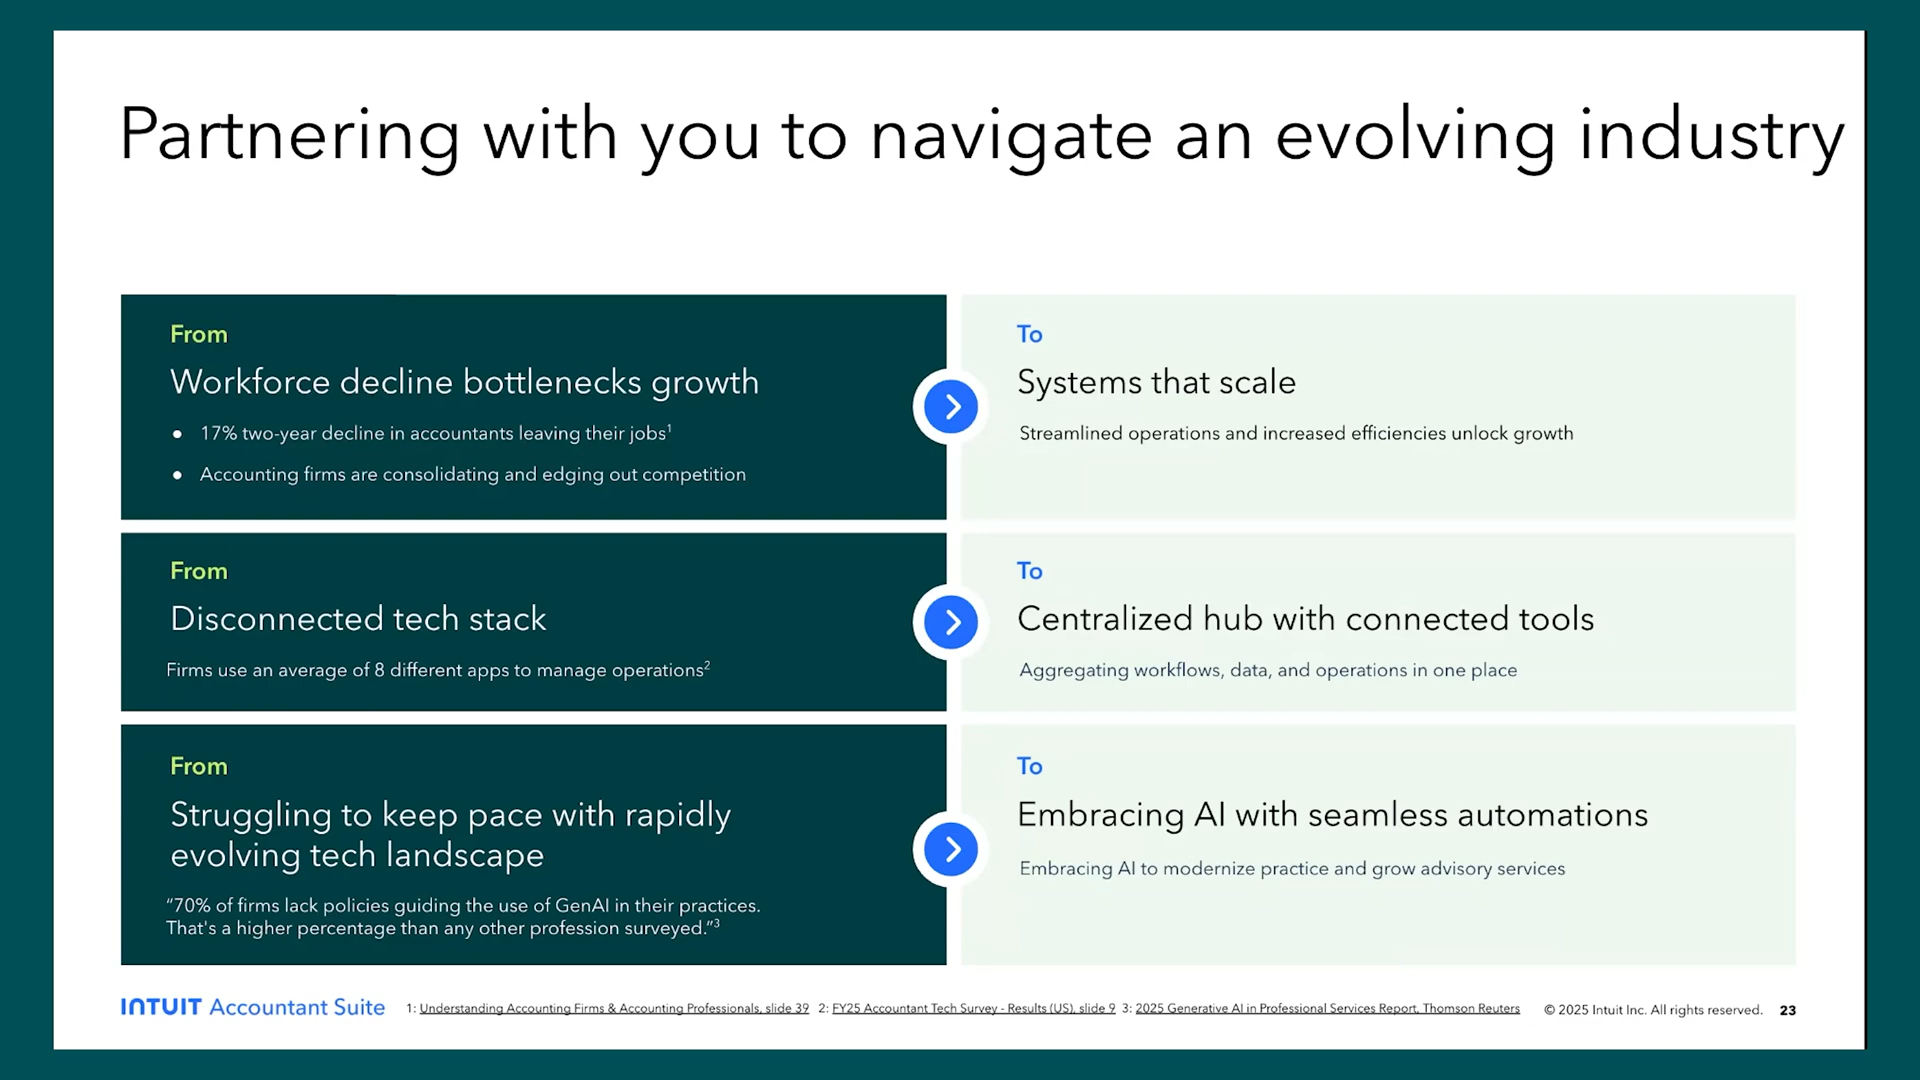 Partnering with you to navigate an evolving industry
From
Workforce decline bottlenecks growth
● 17% two-year decline in accountants leaving their jobs¹
● Accounting firms are consolidating and edging out competition
To
Systems that scale
Streamlined operations and increased efficiencies unlock growth
From
Disconnected tech stack
Firms use an average of 8 different apps to manage operations²
To
Centralized hub with connected tools
Aggregating workflows, data, and operations in one place
From
Struggling to keep pace with rapidly
evolving tech landscape
“70% of firms lack policies guiding the use of GenAI in their practices.
That's a higher percentage than any other profession surveyed.”³
To
Embracing AI with seamless automations
Embracing AI to modernize practice and grow advisory services
INTUIT Accountant Suite
1: Understanding Accounting Firms & Accounting Professionals, slide 39 2: FY25 Accountant Tech Survey - Results (US), slide 9 3: 2025 Generative AI in Professional Services Report, Thomson Reuters
© 2025 Intuit Inc. All rights reserved. 23